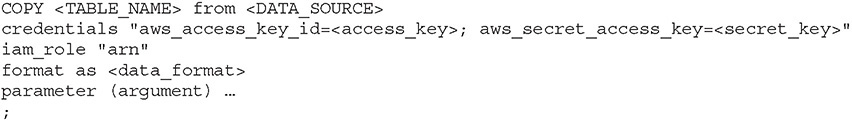 COPY <TABLE_NAME> from <DATA_SOURCE>
credentials "aws_access_key_id=<access_key>; aws_secret_access_key=<secret_key>"
iam_role "arn"
format as <data_format>
parameter (argument) …
;